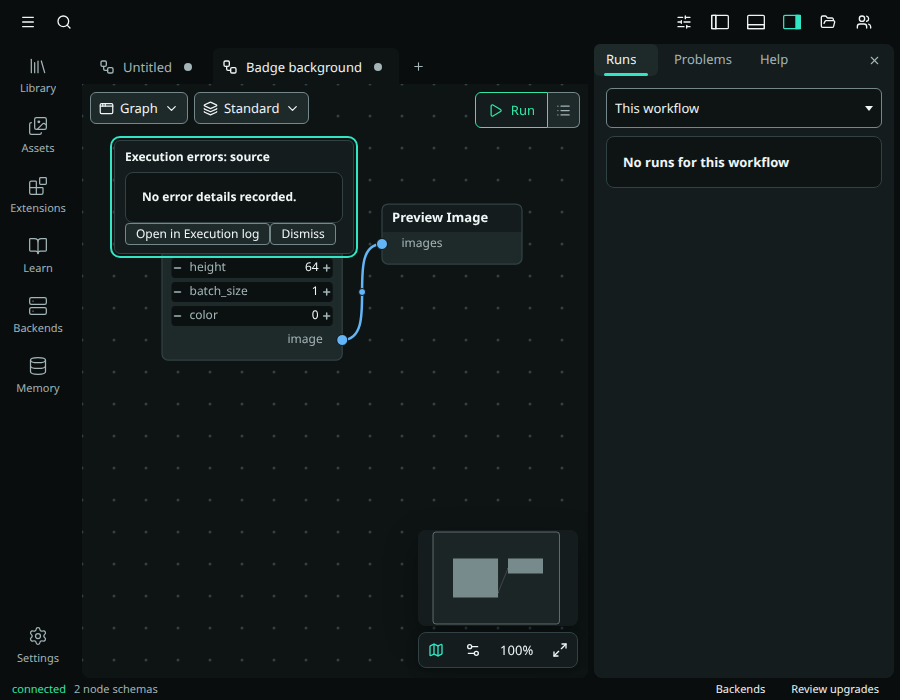 Untitled
Badge background
Runs
Problems
Help
Library
Assets
Extensions
Learn
Backends
Memory
Settings
Graph
Standard
Run
This workflow
No runs for this workflow
Execution errors: source
No error details recorded.
Open in Execution log
Dismiss
Preview Image
images
height 64
batch_size 1
color 0
image
100%
connected 2 node schemas
Backends
Review upgrades